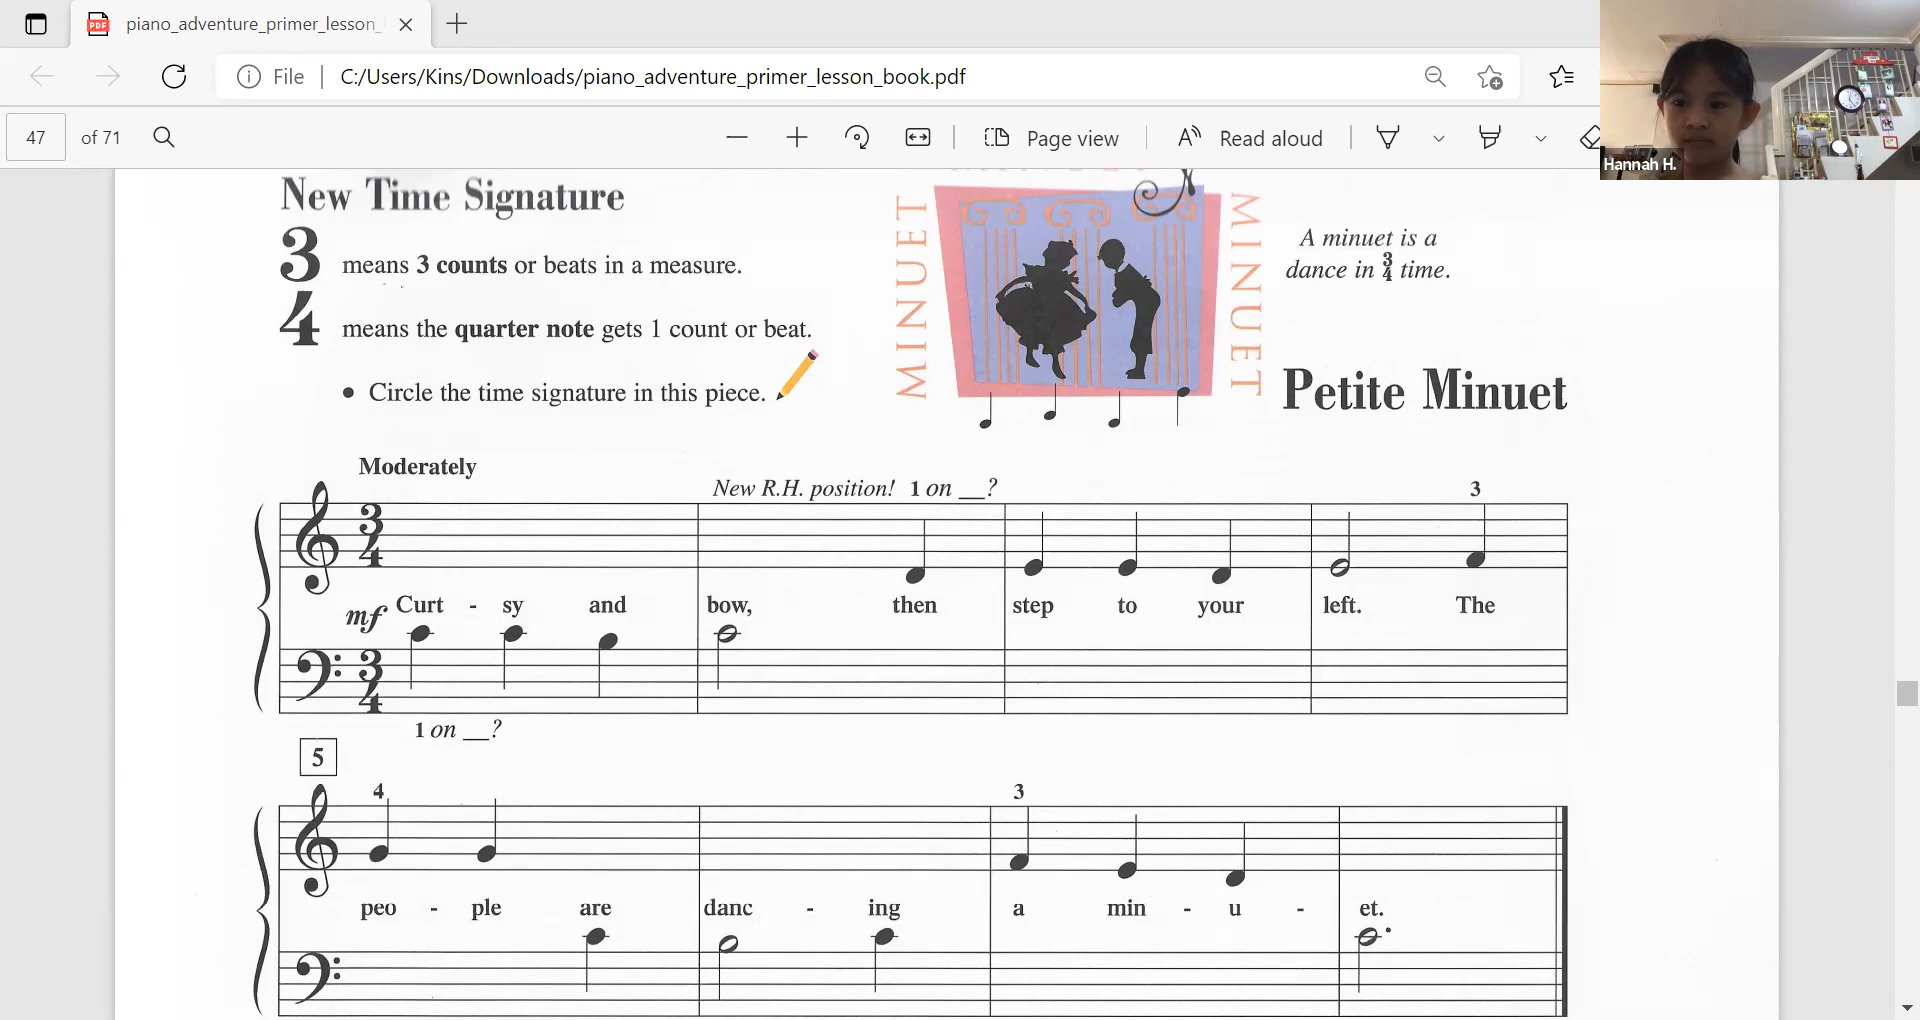 piano_adventure_primer_lesson_
File
C:/Users/Kins/Downloads/piano_adventure_primer_lesson_book.pdf
47 of 71
Page view
Read aloud
Hannah H.
New Time Signature
3 means 3 counts or beats in a measure.
4 means the quarter note gets 1 count or beat.
• Circle the time signature in this piece.
MINUET
MINUET
A minuet is a
dance in 3/4 time.
Petite Minuet
Moderately
New R.H. position! 1 on __? 3
3
4
mf Curt - sy and bow, then step to your left. The
3
4
1 on __?
5
4 3
peo - ple are danc - ing a min - u - et.